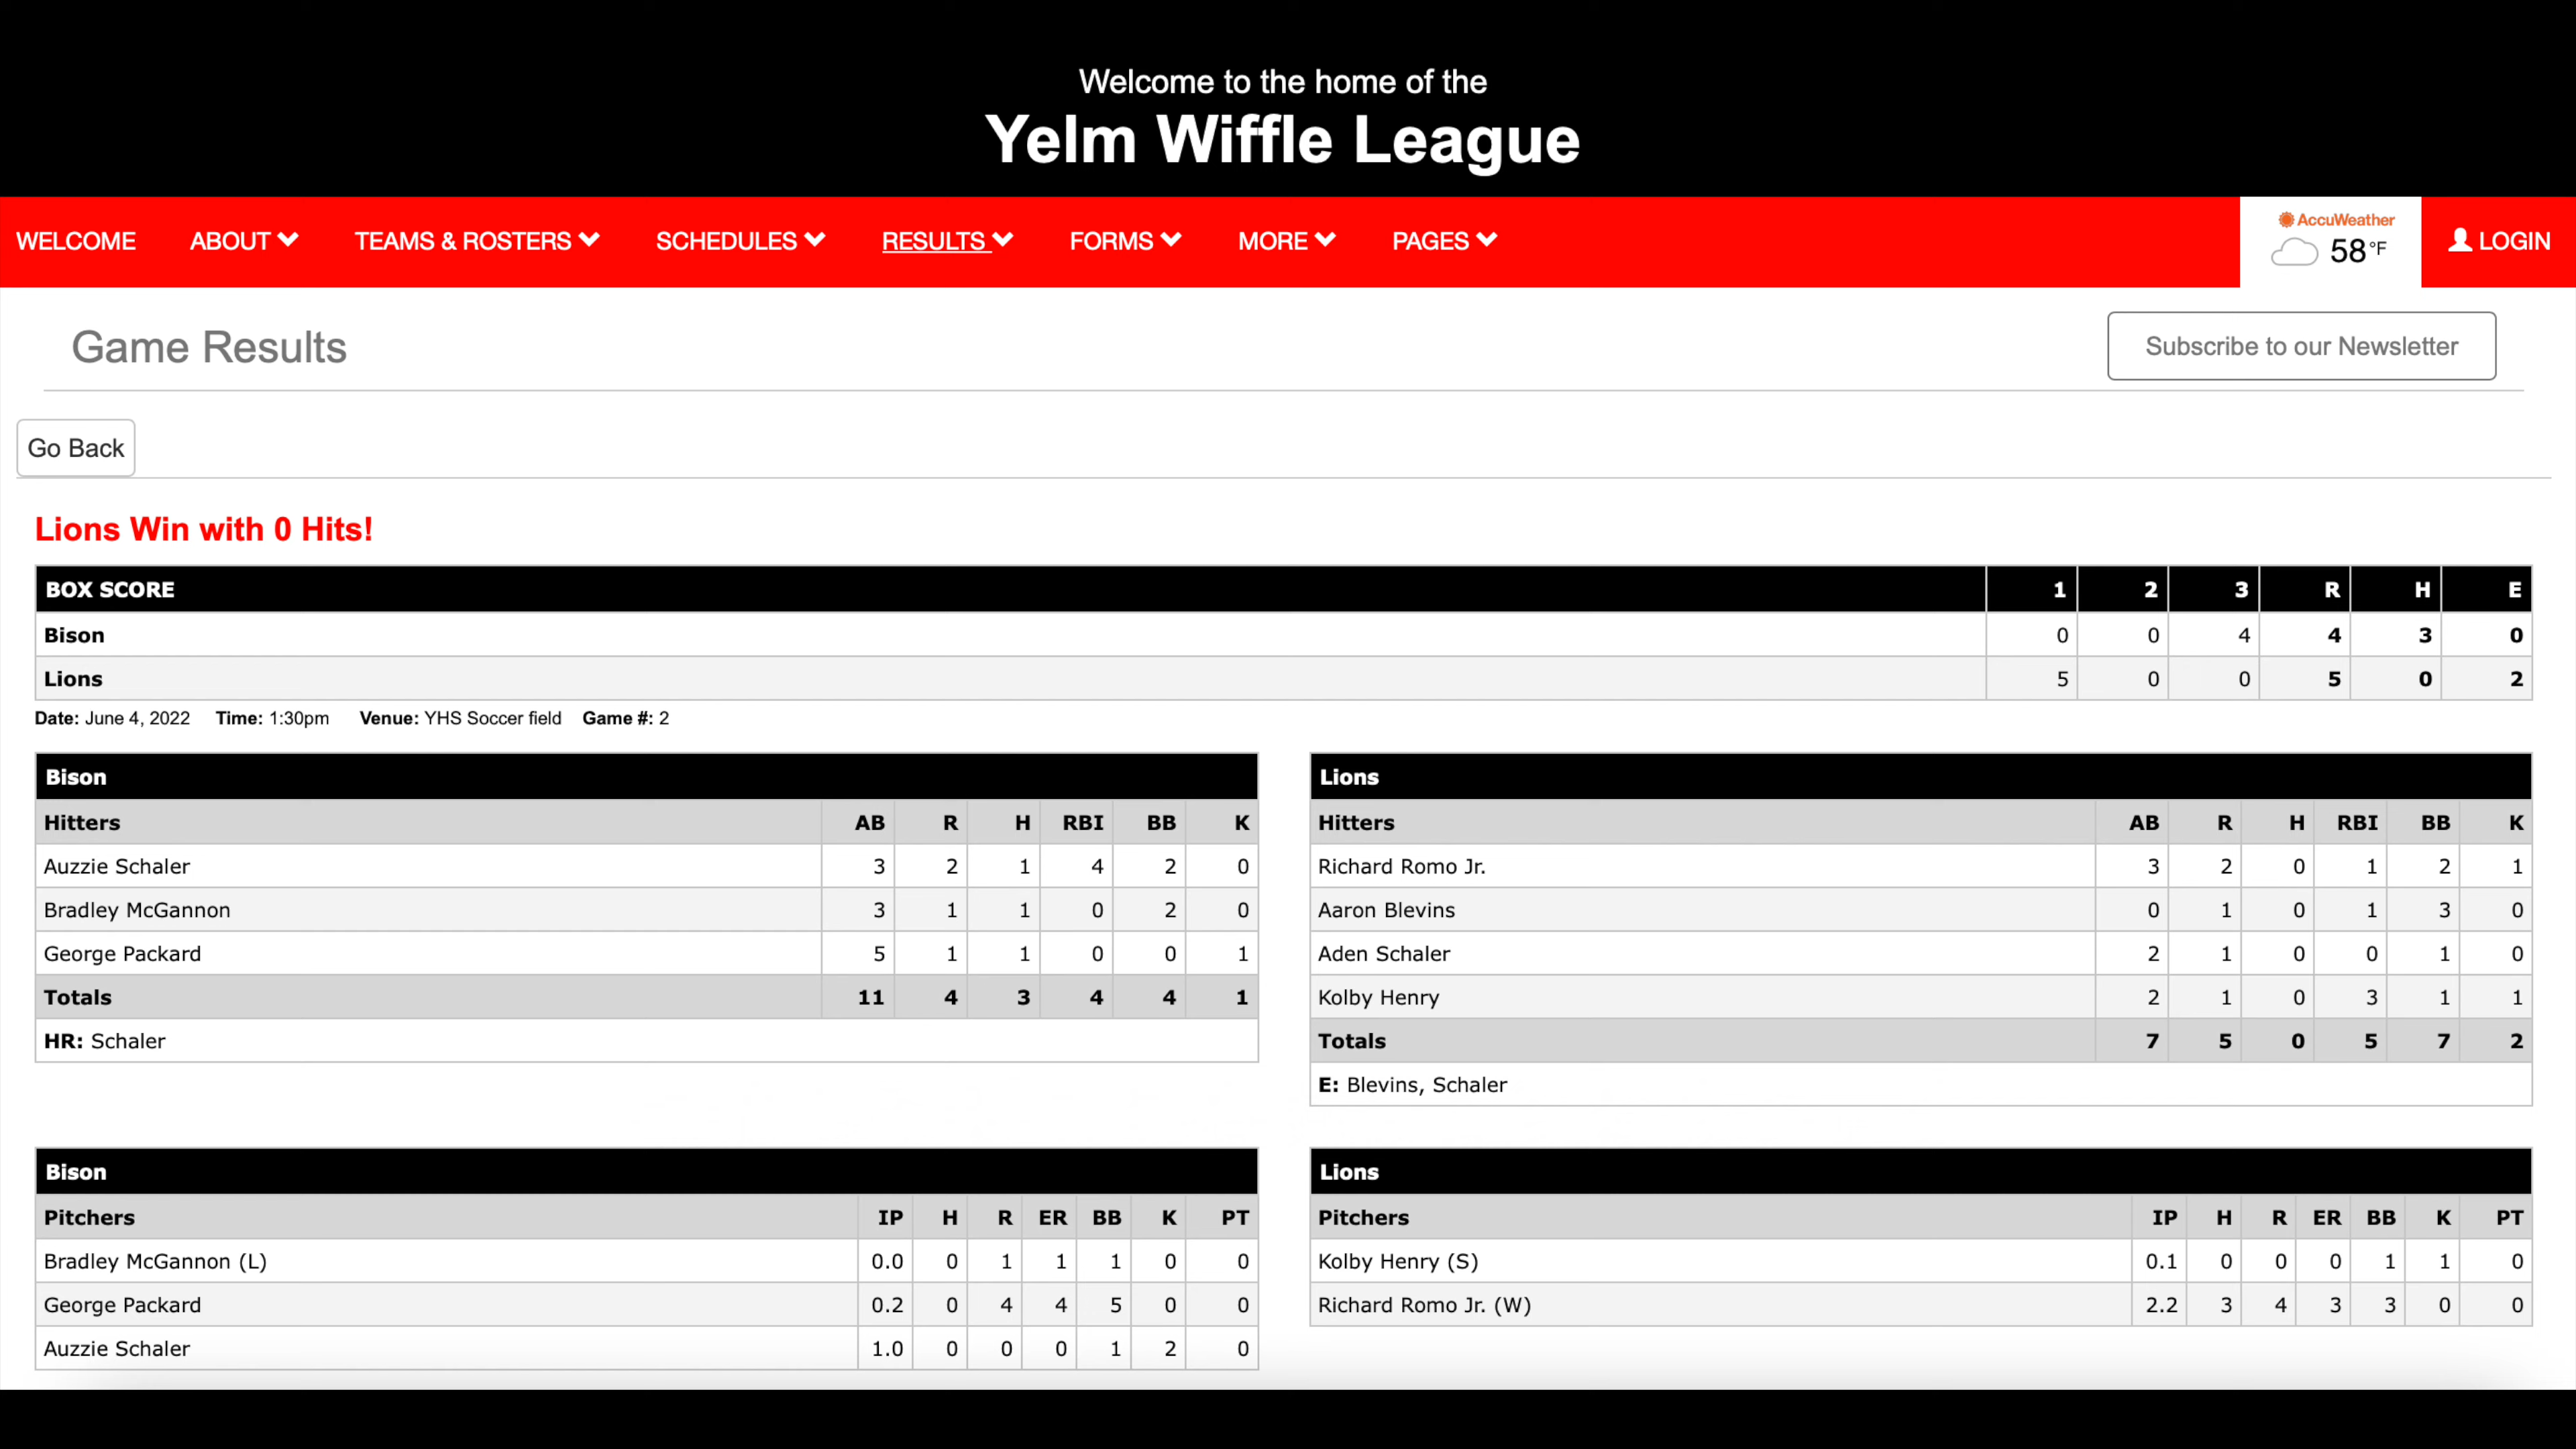 Welcome to the home of the
Yelm Wiffle League
WELCOME ABOUT TEAMS & ROSTERS SCHEDULES RESULTS FORMS MORE PAGES AccuWeather 58°F LOGIN
Game Results Subscribe to our Newsletter
Go Back
Lions Win with 0 Hits!
BOX SCORE 1 2 3 R H E
Bison 0 0 4 4 3 0
Lions 5 0 0 5 0 2
Date: June 4, 2022 Time: 1:30pm Venue: YHS Soccer field Game #: 2
Bison
Hitters AB R H RBI BB K
Auzzie Schaler 3 2 1 4 2 0
Bradley McGannon 3 1 1 0 2 0
George Packard 5 1 1 0 0 1
Totals 11 4 3 4 4 1
HR: Schaler
Lions
Hitters AB R H RBI BB K
Richard Romo Jr. 3 2 0 1 2 1
Aaron Blevins 0 1 0 1 3 0
Aden Schaler 2 1 0 0 1 0
Kolby Henry 2 1 0 3 1 1
Totals 7 5 0 5 7 2
E: Blevins, Schaler
Bison
Pitchers IP H R ER BB K PT
Bradley McGannon (L) 0.0 0 1 1 1 0 0
George Packard 0.2 0 4 4 5 0 0
Auzzie Schaler 1.0 0 0 0 1 2 0
Lions
Pitchers IP H R ER BB K PT
Kolby Henry (S) 0.1 0 0 0 1 1 0
Richard Romo Jr. (W) 2.2 3 4 3 3 0 0